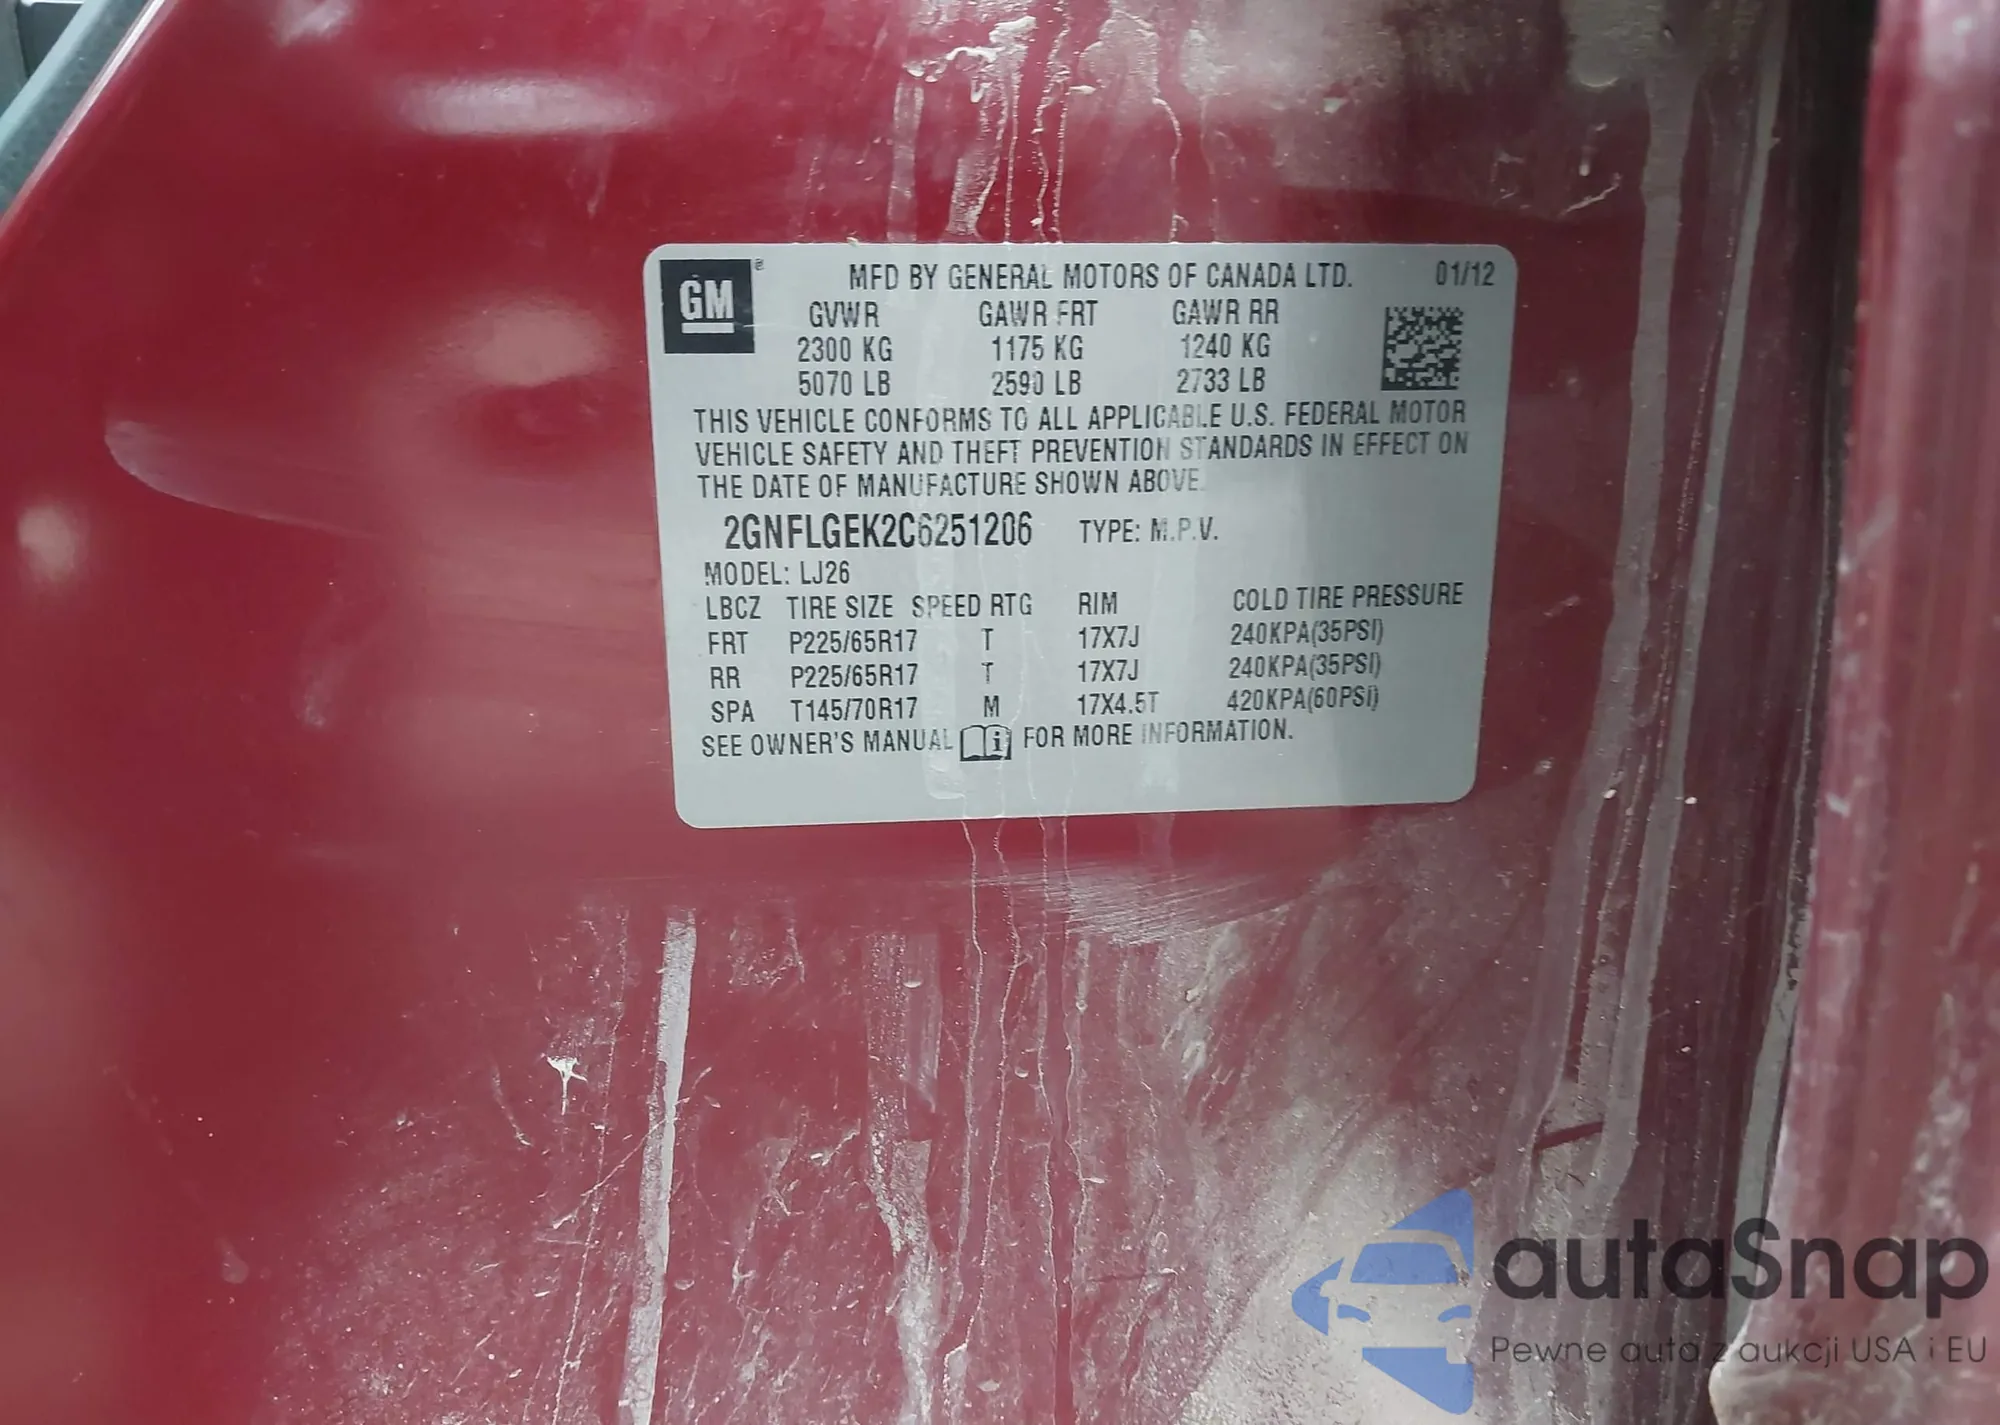 GM ®
MFD BY GENERAL MOTORS OF CANADA LTD. 01/12
GVWR GAWR FRT GAWR RR
2300 KG 1175 KG 1240 KG
5070 LB 2590 LB 2733 LB
THIS VEHICLE CONFORMS TO ALL APPLICABLE U.S. FEDERAL MOTOR
VEHICLE SAFETY AND THEFT PREVENTION STANDARDS IN EFFECT ON
THE DATE OF MANUFACTURE SHOWN ABOVE.
2GNFLGEK2C6251206 TYPE: M.P.V.
MODEL: LJ26
LBCZ TIRE SIZE SPEED RTG RIM COLD TIRE PRESSURE
FRT P225/65R17 T 17X7J 240KPA(35PSI)
RR P225/65R17 T 17X7J 240KPA(35PSI)
SPA T145/70R17 M 17X4.5T 420KPA(60PSI)
SEE OWNER'S MANUAL i FOR MORE INFORMATION.
autaSnap
Pewne auta z aukcji USA i EU